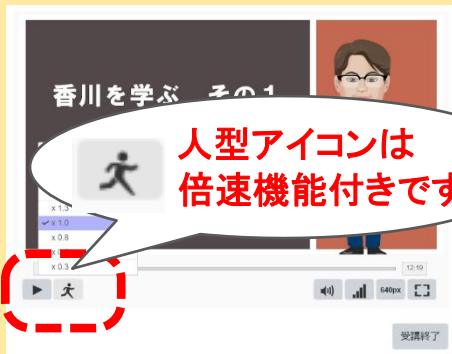 香川を学ぶ その1
人型アイコンは
倍速機能付きです
x 1.3
✔x 1.0
x 0.8
x 0.3
12:19
640px
受講終了